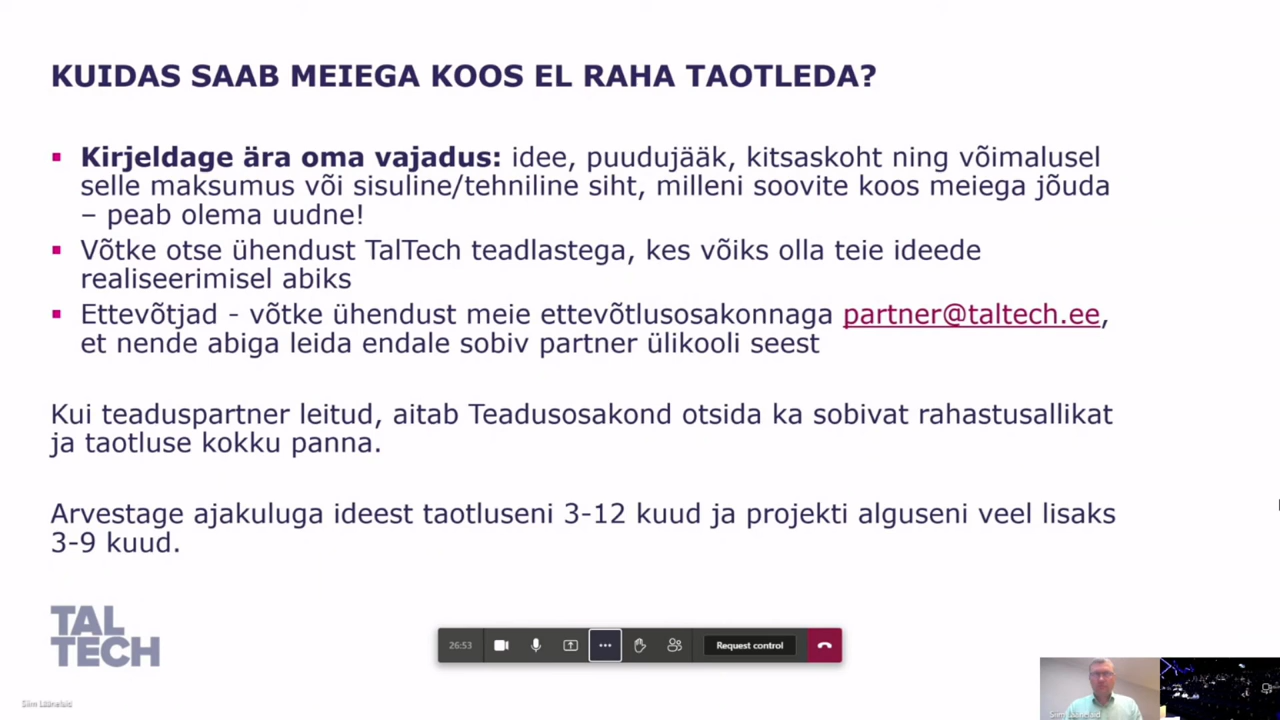 KUIDAS SAAB MEIEGA KOOS EL RAHA TAOTLEDA?
Kirjeldage ära oma vajadus: idee, puudujääk, kitsaskoht ning võimalusel
selle maksumus või sisuline/tehniline siht, milleni soovite koos meiega jõuda
– peab olema uudne!
Võtke otse ühendust TalTech teadlastega, kes võiks olla teie ideede
realiseerimisel abiks
Ettevõtjad - võtke ühendust meie ettevõtlusosakonnaga partner@taltech.ee,
et nende abiga leida endale sobiv partner ülikooli seest
Kui teaduspartner leitud, aitab Teadusosakond otsida ka sobivat rahastusallikat
ja taotluse kokku panna.
Arvestage ajakuluga ideest taotluseni 3-12 kuud ja projekti alguseni veel lisaks
3-9 kuud.
TAL
TECH
26:53
Request control
Siim Läänelaid
Siim Läänelaid